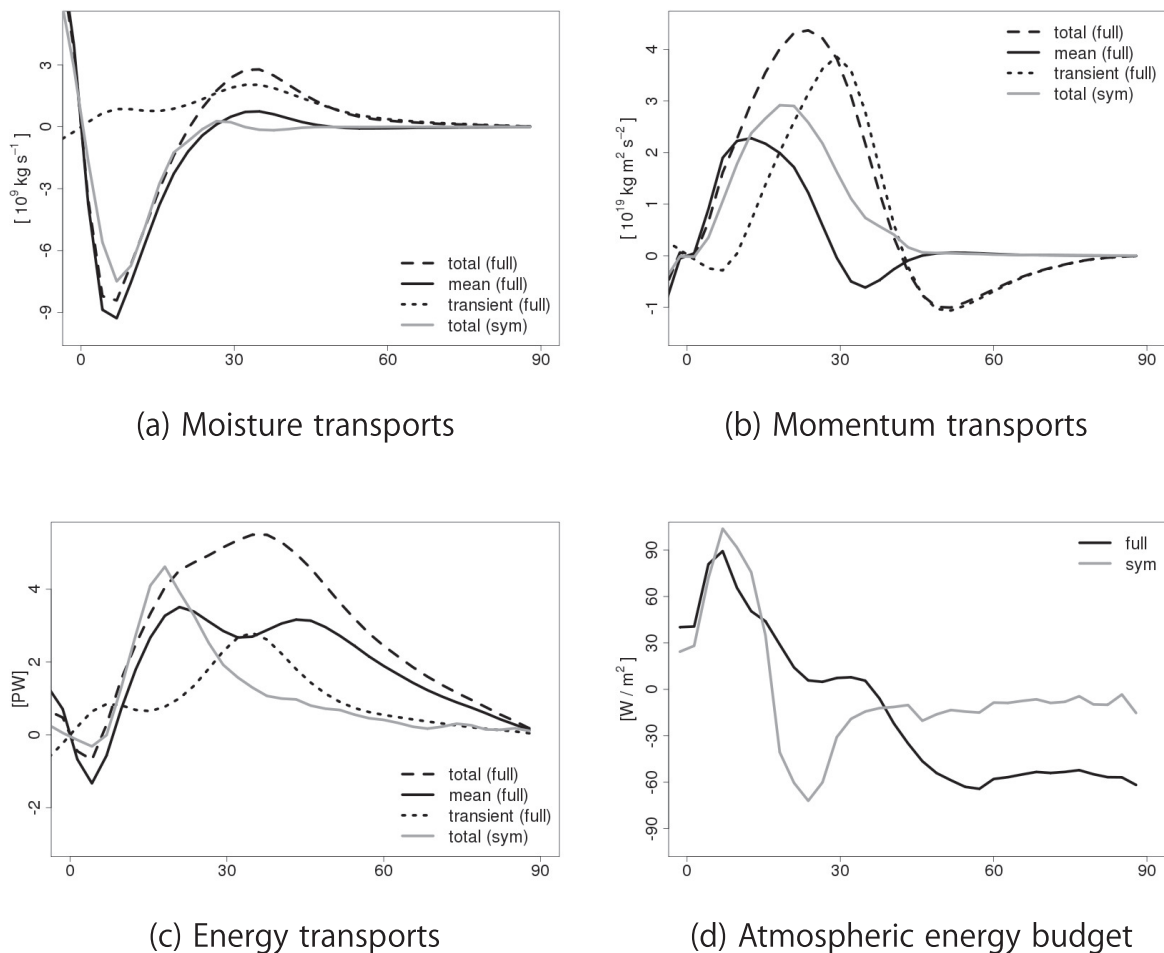 [ 10⁹ kg s⁻¹ ]
3
0
-3
-6
-9
total (full)
mean (full)
transient (full)
total (sym)
0 30 60 90
(a) Moisture transports
[ 10¹⁹ kg m² s⁻² ]
4
3
2
1
0
-1
total (full)
mean (full)
transient (full)
total (sym)
0 30 60 90
(b) Momentum transports
[PW]
4
2
0
-2
total (full)
mean (full)
transient (full)
total (sym)
0 30 60 90
(c) Energy transports
[W / m² ]
90
60
30
0
-30
-60
-90
full
sym
0 30 60 90
(d) Atmospheric energy budget